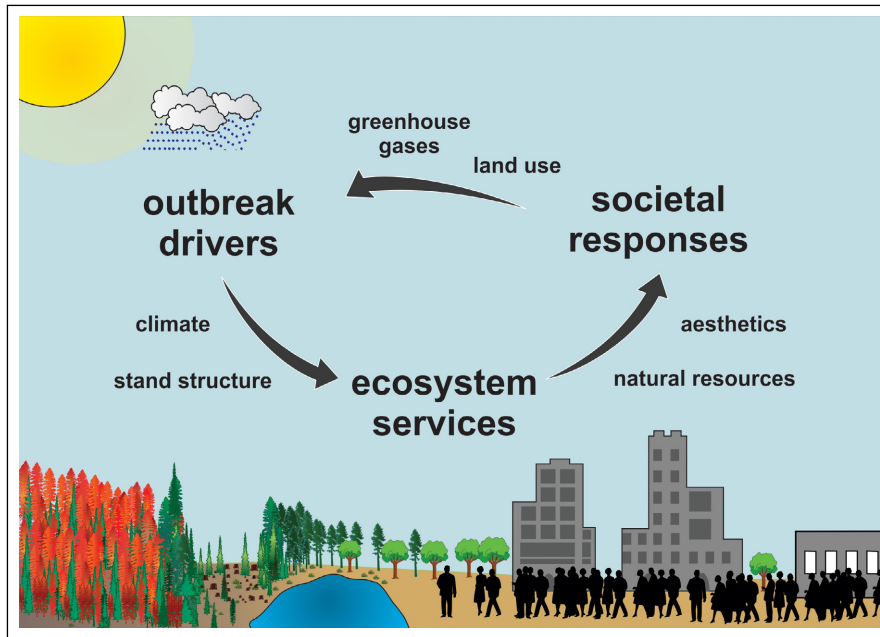 greenhouse
gases
land use
outbreak
drivers
societal
responses
climate
stand structure
aesthetics
natural resources
ecosystem
services